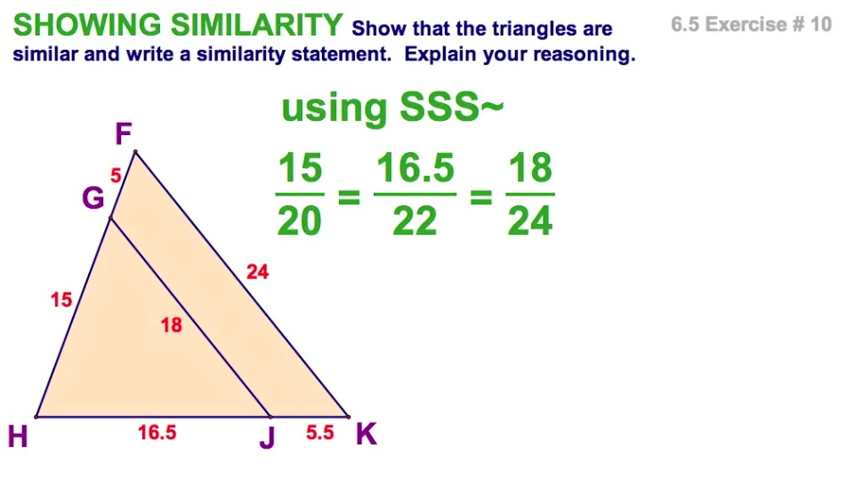 SHOWING SIMILARITY Show that the triangles are
similar and write a similarity statement. Explain your reasoning.
6.5 Exercise # 10
using SSS~
15/20 = 16.5/22 = 18/24
F
5
G
24
15
18
H
16.5
J
5.5
K